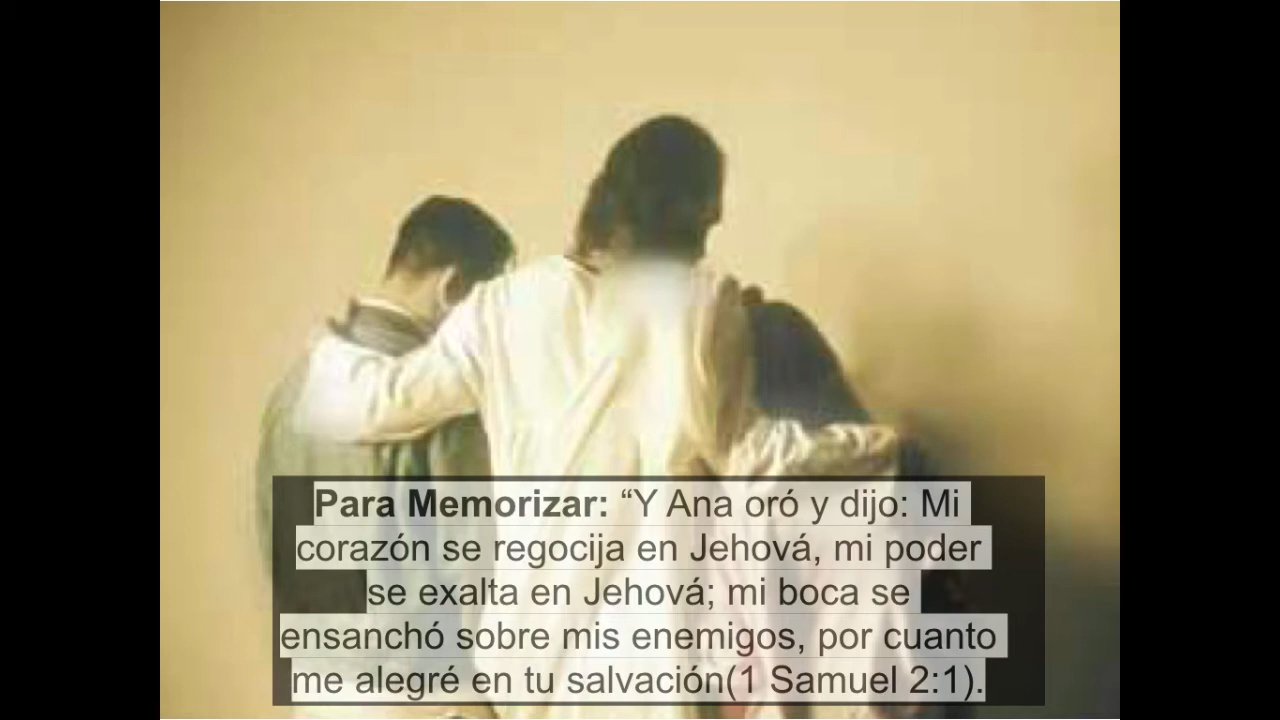 Para Memorizar: “Y Ana oró y dijo: Mi
corazón se regocija en Jehová, mi poder
se exalta en Jehová; mi boca se
ensanchó sobre mis enemigos, por cuanto
me alegré en tu salvación(1 Samuel 2:1).